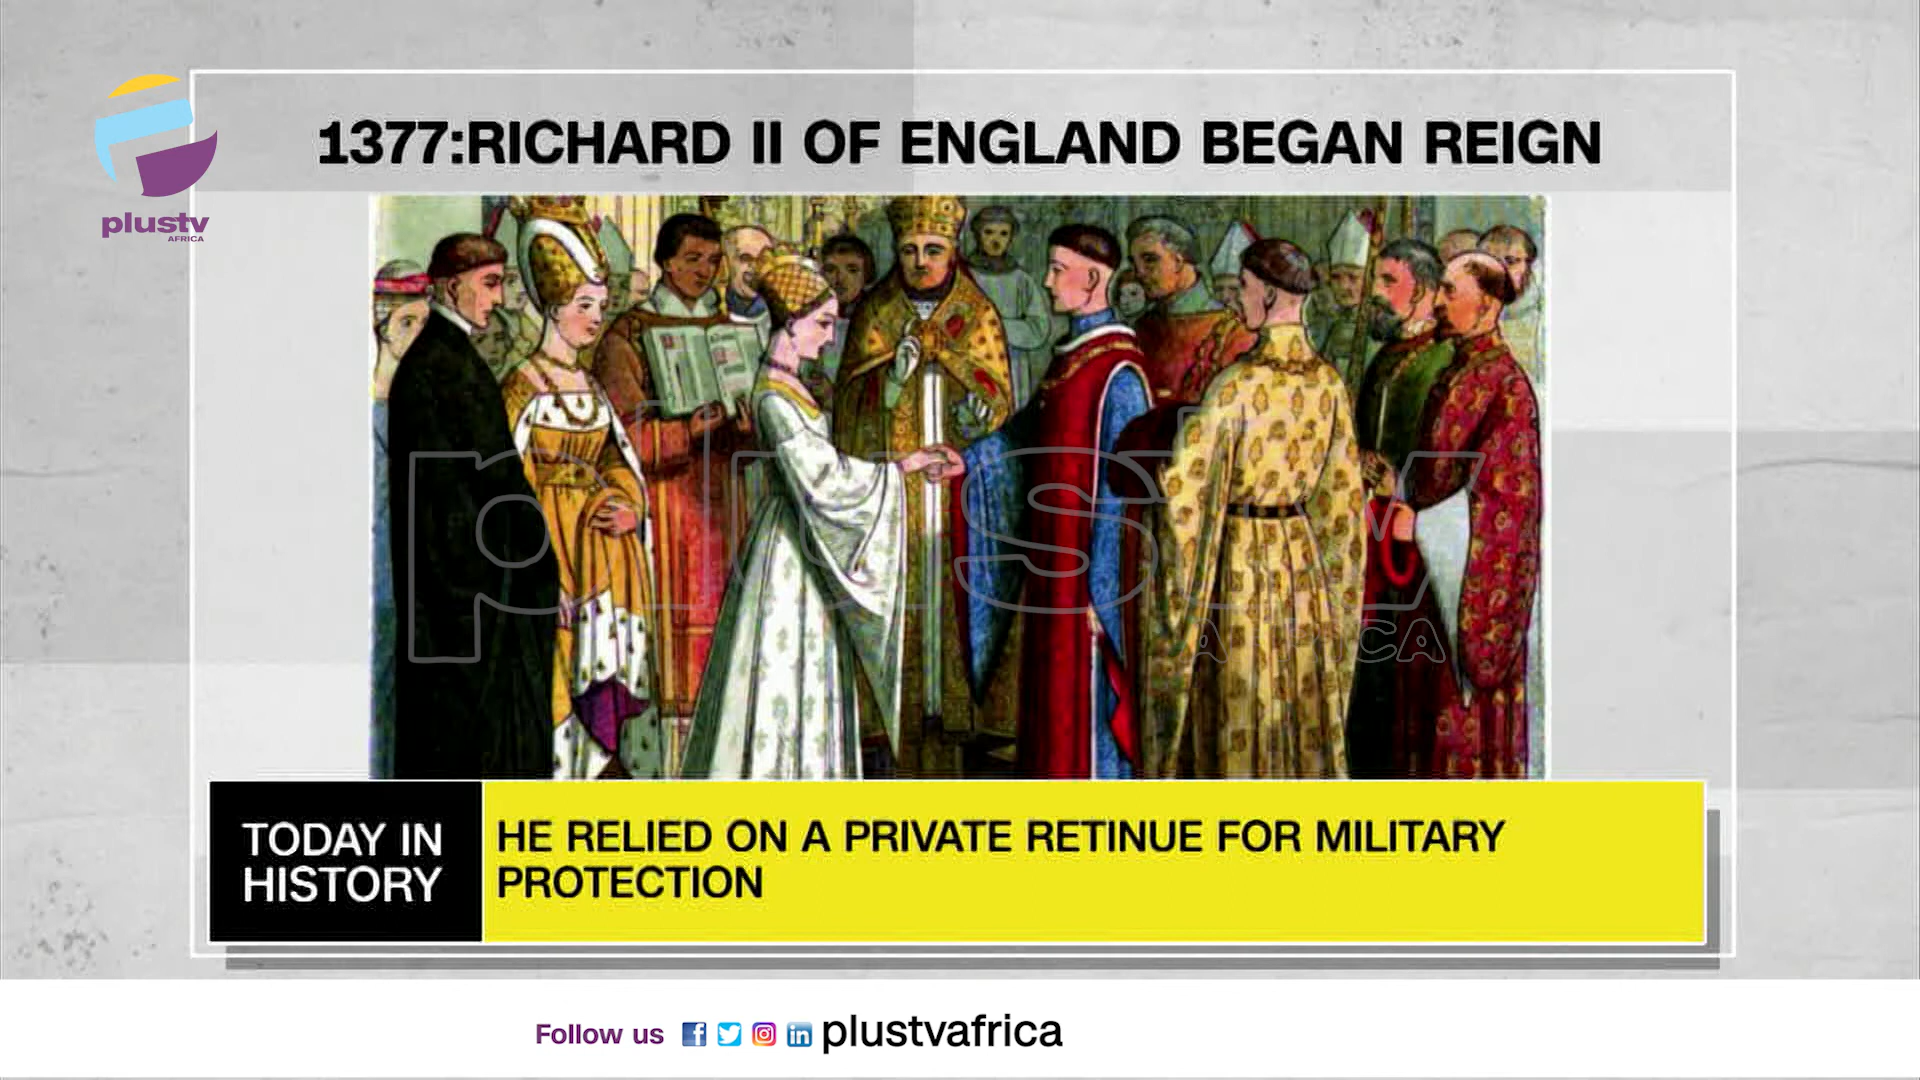 plustv
AFRICA
1377:RICHARD II OF ENGLAND BEGAN REIGN
plustv
AFRICA
TODAY IN
HISTORY
HE RELIED ON A PRIVATE RETINUE FOR MILITARY
PROTECTION
Follow us plustvafrica